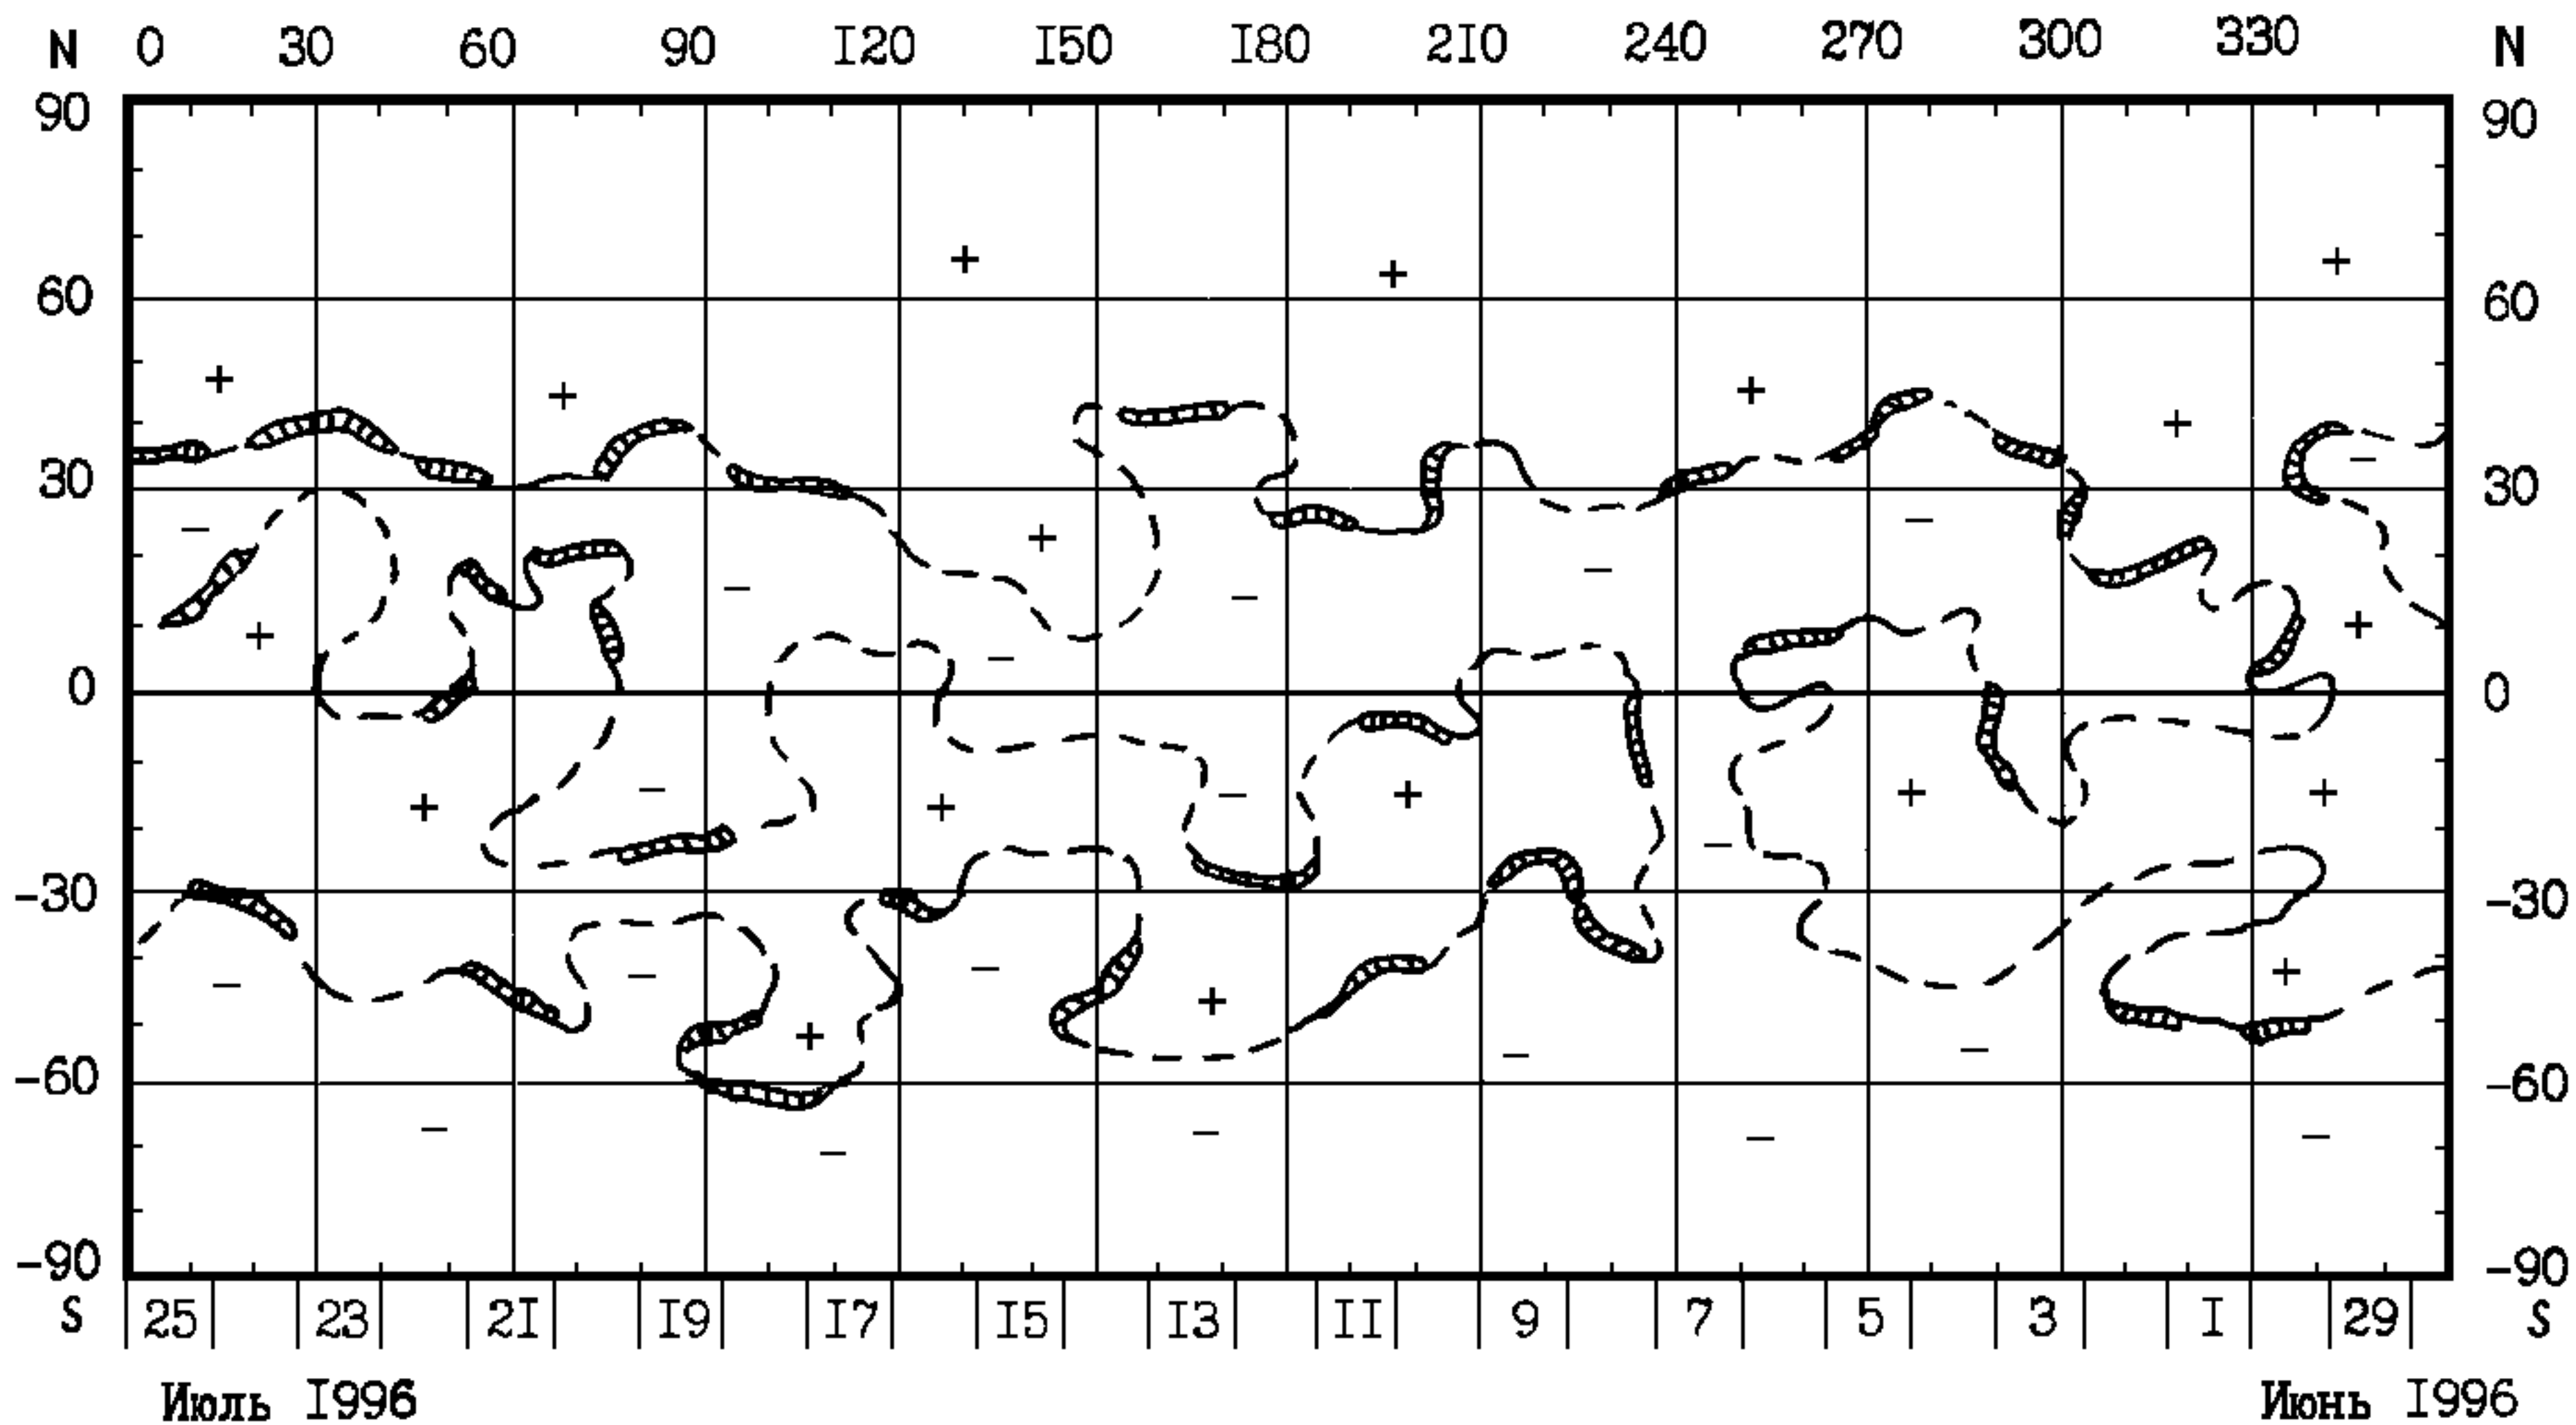 N 0 30 60 90 I20 I50 I80 2I0 240 270 300 330 N
90 90
+ + +
60 60
+ + + +
+ −
30 30
− + −
− − −
+ − +
0 0
− − + + +
+ + −
-30 -30
− − − + +
+ − −
-60 -60
− − − − −
-90 -90
S 25 23 2I I9 I7 I5 I3 II 9 7 5 3 I 29 S
Июль I996 Июнь I996